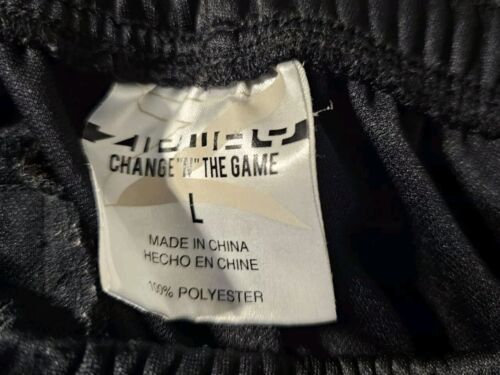 CHANGE "N" THE GAME
L
MADE IN CHINA
HECHO EN CHINE
100% POLYESTER